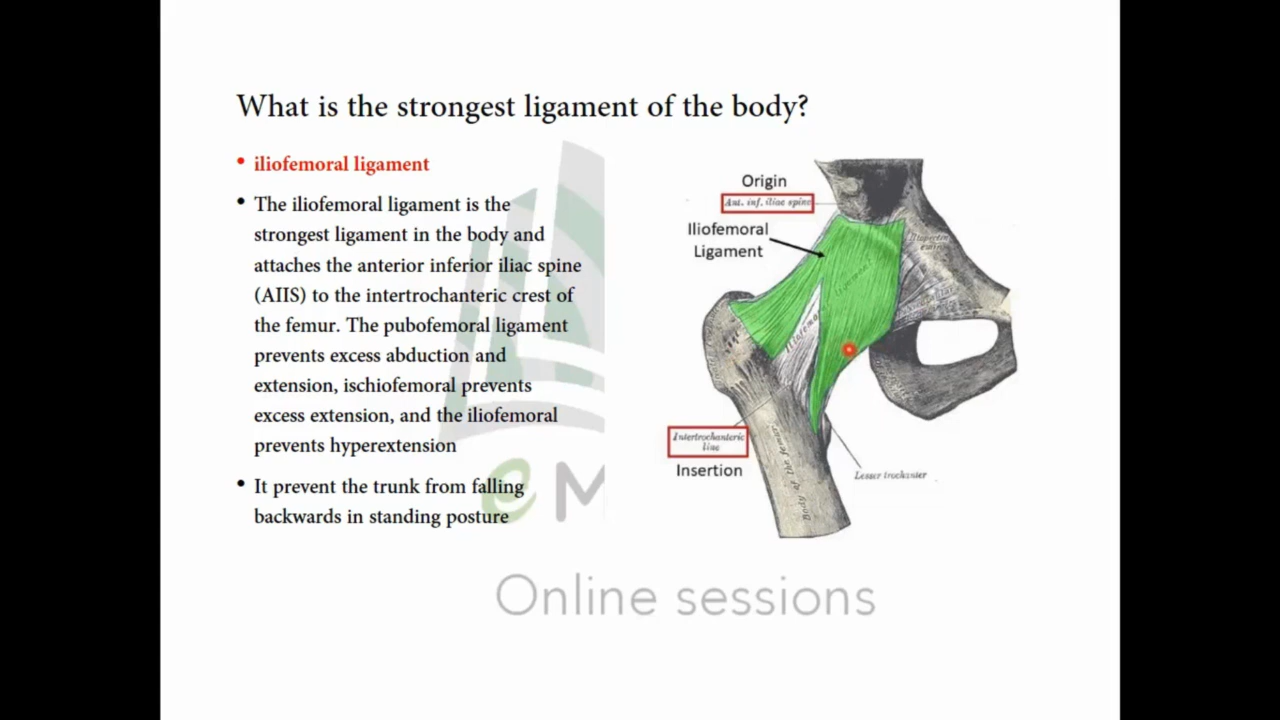 What is the strongest ligament of the body?
• iliofemoral ligament
• The iliofemoral ligament is the
strongest ligament in the body and
attaches the anterior inferior iliac spine
(AIIS) to the intertrochanteric crest of
the femur. The pubofemoral ligament
prevents excess abduction and
extension, ischiofemoral prevents
excess extension, and the iliofemoral
prevents hyperextension
• It prevent the trunk from falling
backwards in standing posture
Origin
Ant. inf. iliac spine
Iliofemoral
Ligament
Intertrochanteric
line
Insertion
Lesser trochanter
Body of the femur
e M
Online sessions